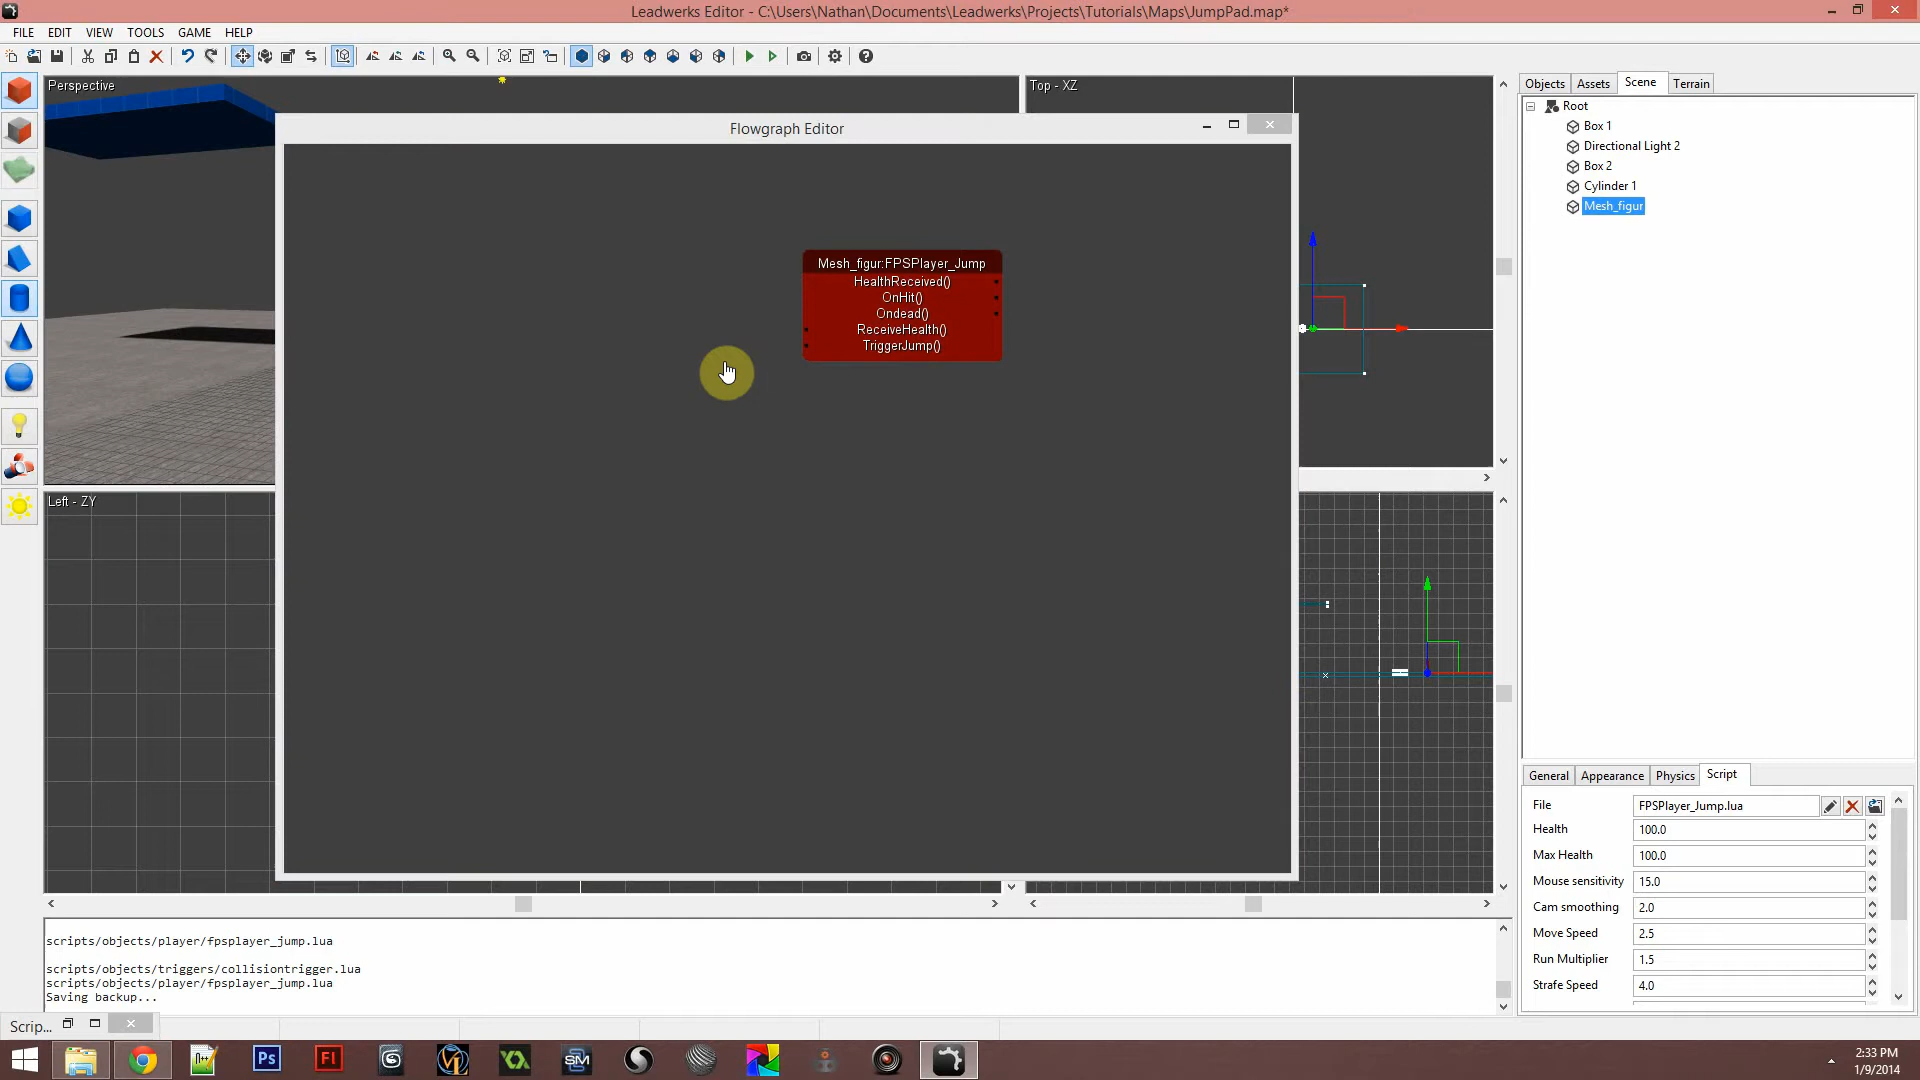 Leadwerks Editor - C:\Users\Nathan\Documents\Leadwerks\Projects\Tutorials\Maps\JumpPad.map*
FILE EDIT VIEW TOOLS GAME HELP
Perspective
Top - XZ
Objects Assets Scene Terrain
Root
Box 1
Directional Light 2
Box 2
Cylinder 1
Mesh_figur
Flowgraph Editor
Mesh_figur:FPSPlayer_Jump
HealthReceived()
OnHit()
Ondead()
ReceiveHealth()
TriggerJump()
Left - ZY
General Appearance Physics Script
File FPSPlayer_Jump.lua
Health 100.0
Max Health 100.0
Mouse sensitivity 15.0
Cam smoothing 2.0
Move Speed 2.5
Run Multiplier 1.5
Strafe Speed 4.0
scripts/objects/player/fpsplayer_jump.lua
scripts/objects/triggers/collisiontrigger.lua
scripts/objects/player/fpsplayer_jump.lua
Saving backup...
Scrip...
Ps Fl SM
2:33 PM
1/9/2014